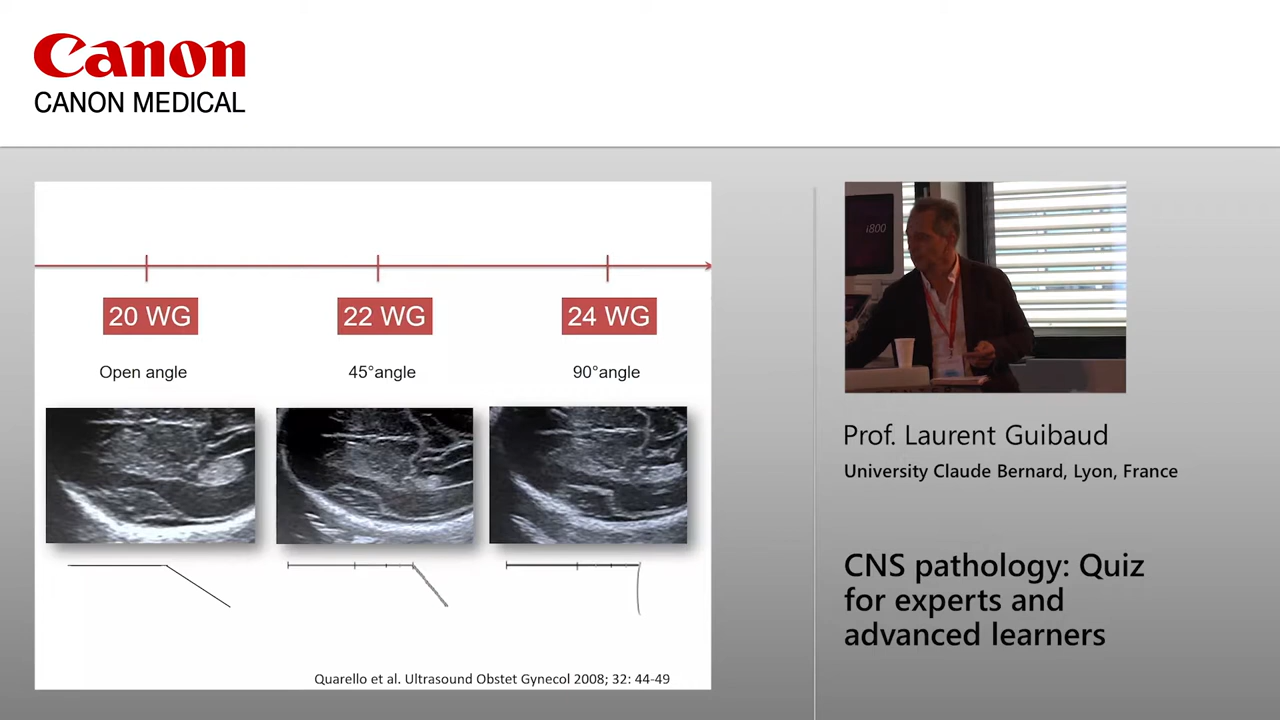 Canon
CANON MEDICAL
20 WG
22 WG
24 WG
Open angle
45°angle
90°angle
Quarello et al. Ultrasound Obstet Gynecol 2008; 32: 44-49
i800
Prof. Laurent Guibaud
University Claude Bernard, Lyon, France
CNS pathology: Quiz
for experts and
advanced learners